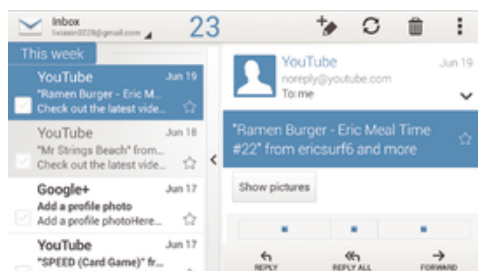 Inbox
23
This week
YouTube Jun 19
"Ramen Burger - Eric M...
Check out the latest vide...
YouTube Jun 18
"Mr Strings Beach" from...
Check out the latest vide...
Google+ Jun 17
Add a profile photo
Add a profile photoHere...
YouTube Jun 17
"SPEED (Card Game)" fr...
YouTube Jun 19
noreply@youtube.com
To: me
"Ramen Burger - Eric Meal Time
#22" from ericsurf6 and more
Show pictures
REPLY REPLY ALL FORWARD